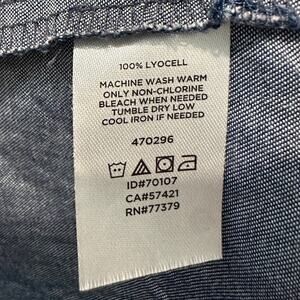 100% LYOCELL
MACHINE WASH WARM
ONLY NON-CHLORINE
BLEACH WHEN NEEDED
TUMBLE DRY LOW
COOL IRON IF NEEDED
470296
ID#70107
CA#57421
RN#77379